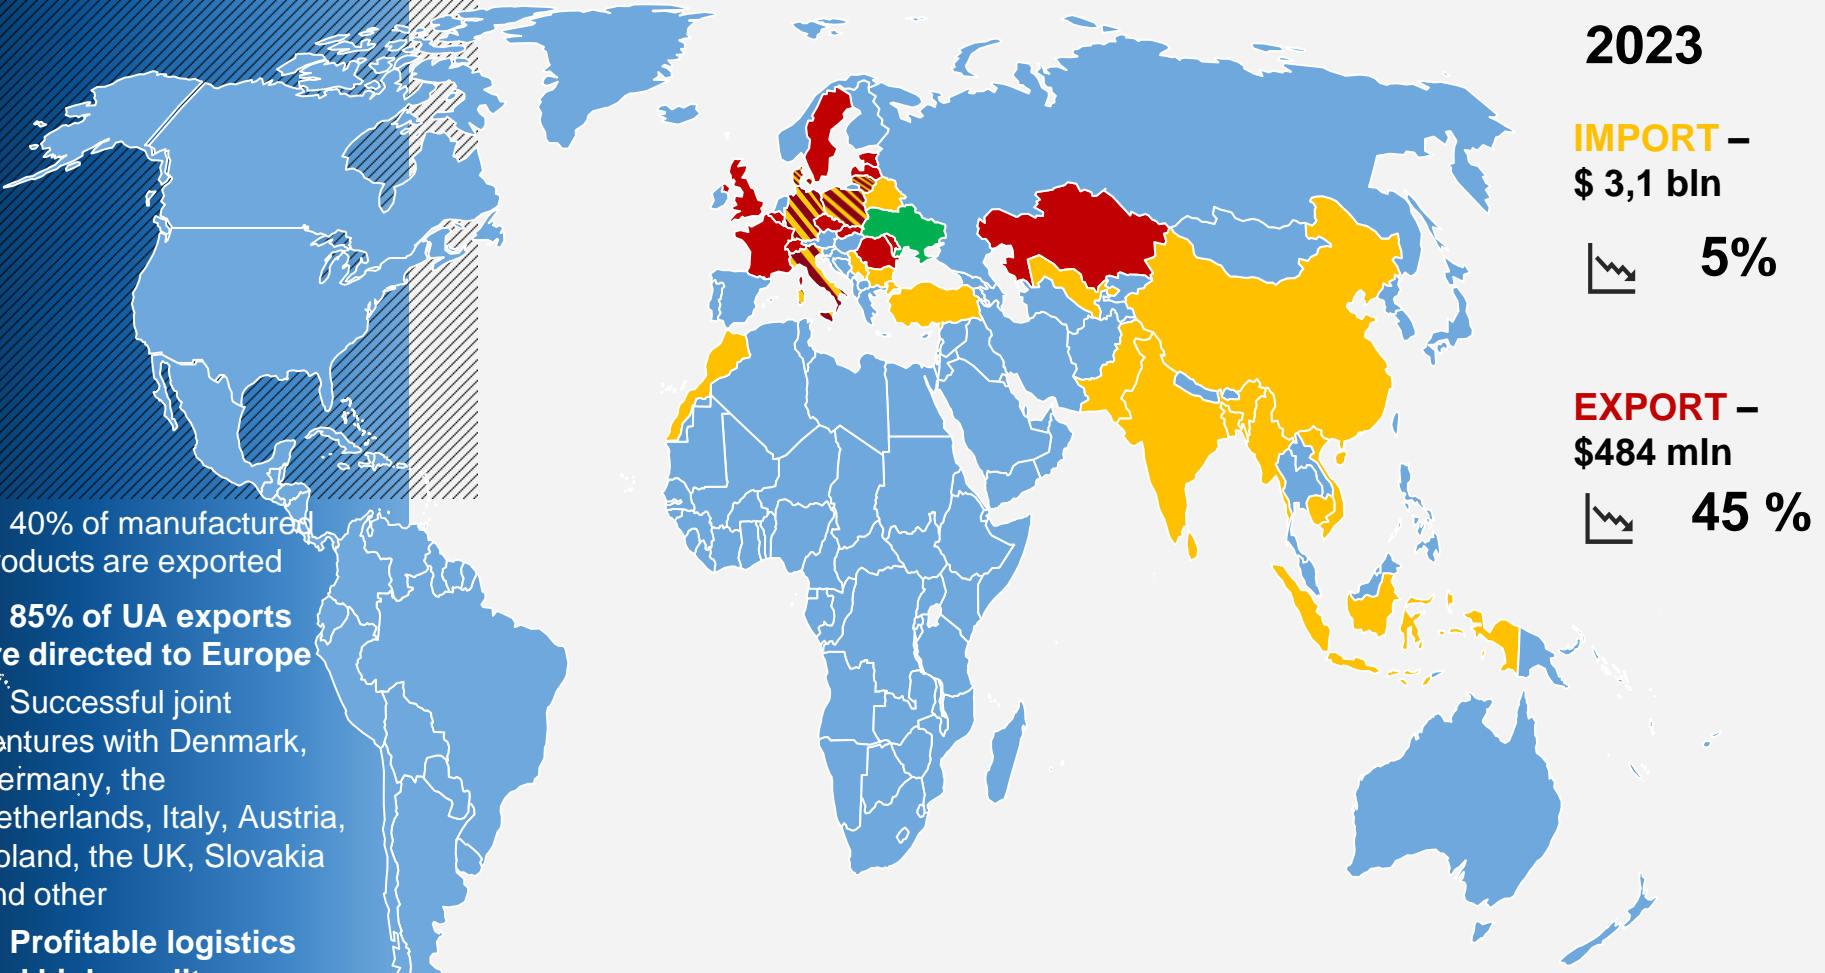 2023
IMPORT –
$ 3,1 bln
5%
EXPORT –
$484 mln
45 %
40% of manufactured
roducts are exported
85% of UA exports
re directed to Europe
Successful joint
entures with Denmark,
ermany, the
etherlands, Italy, Austria,
oland, the UK, Slovakia
nd other
Profitable logistics